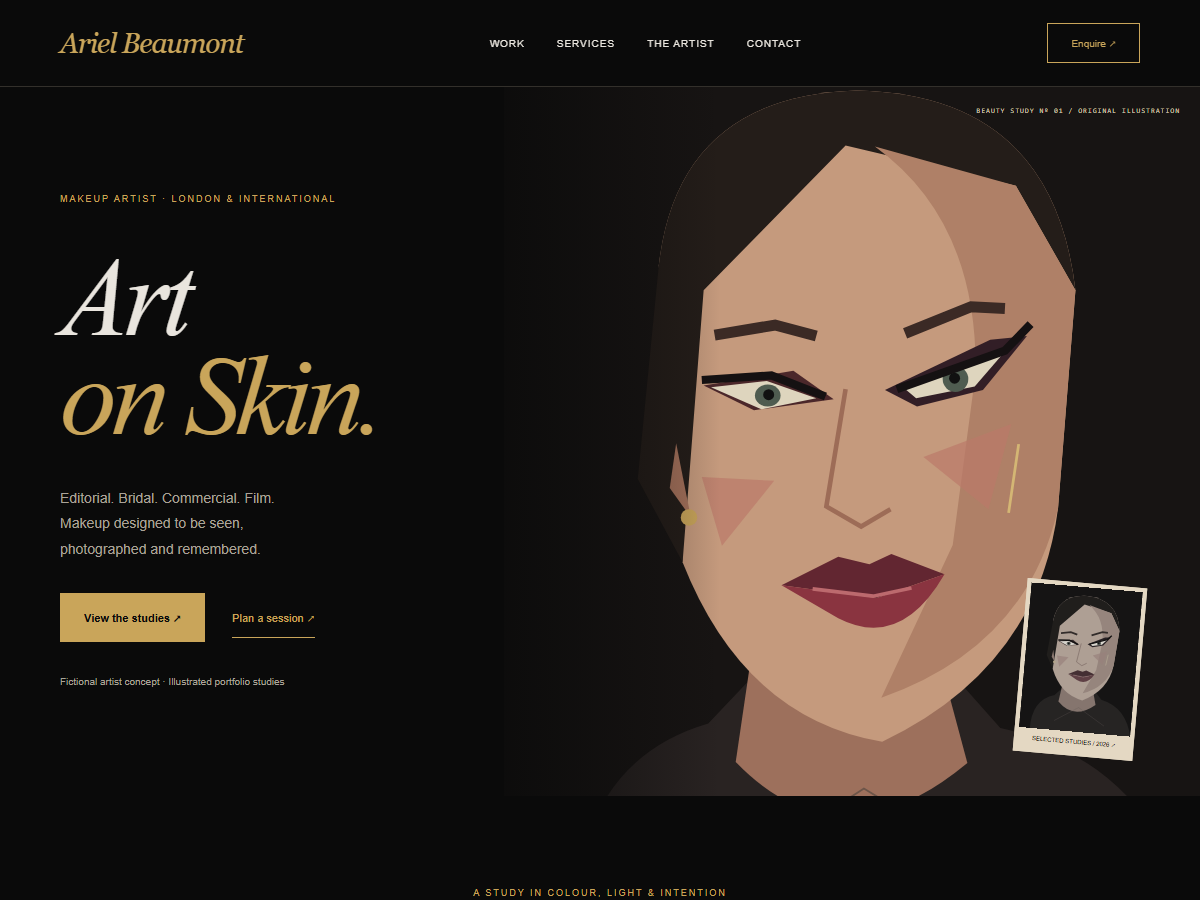 Ariel Beaumont
WORK
SERVICES
THE ARTIST
CONTACT
Enquire ↗
BEAUTY STUDY Nº 01 / ORIGINAL ILLUSTRATION
MAKEUP ARTIST · LONDON & INTERNATIONAL
Art
on Skin.
Editorial. Bridal. Commercial. Film.
Makeup designed to be seen,
photographed and remembered.
View the studies ↗
Plan a session ↗
Fictional artist concept · Illustrated portfolio studies
SELECTED STUDIES / 2026 ↗
A STUDY IN COLOUR, LIGHT & INTENTION